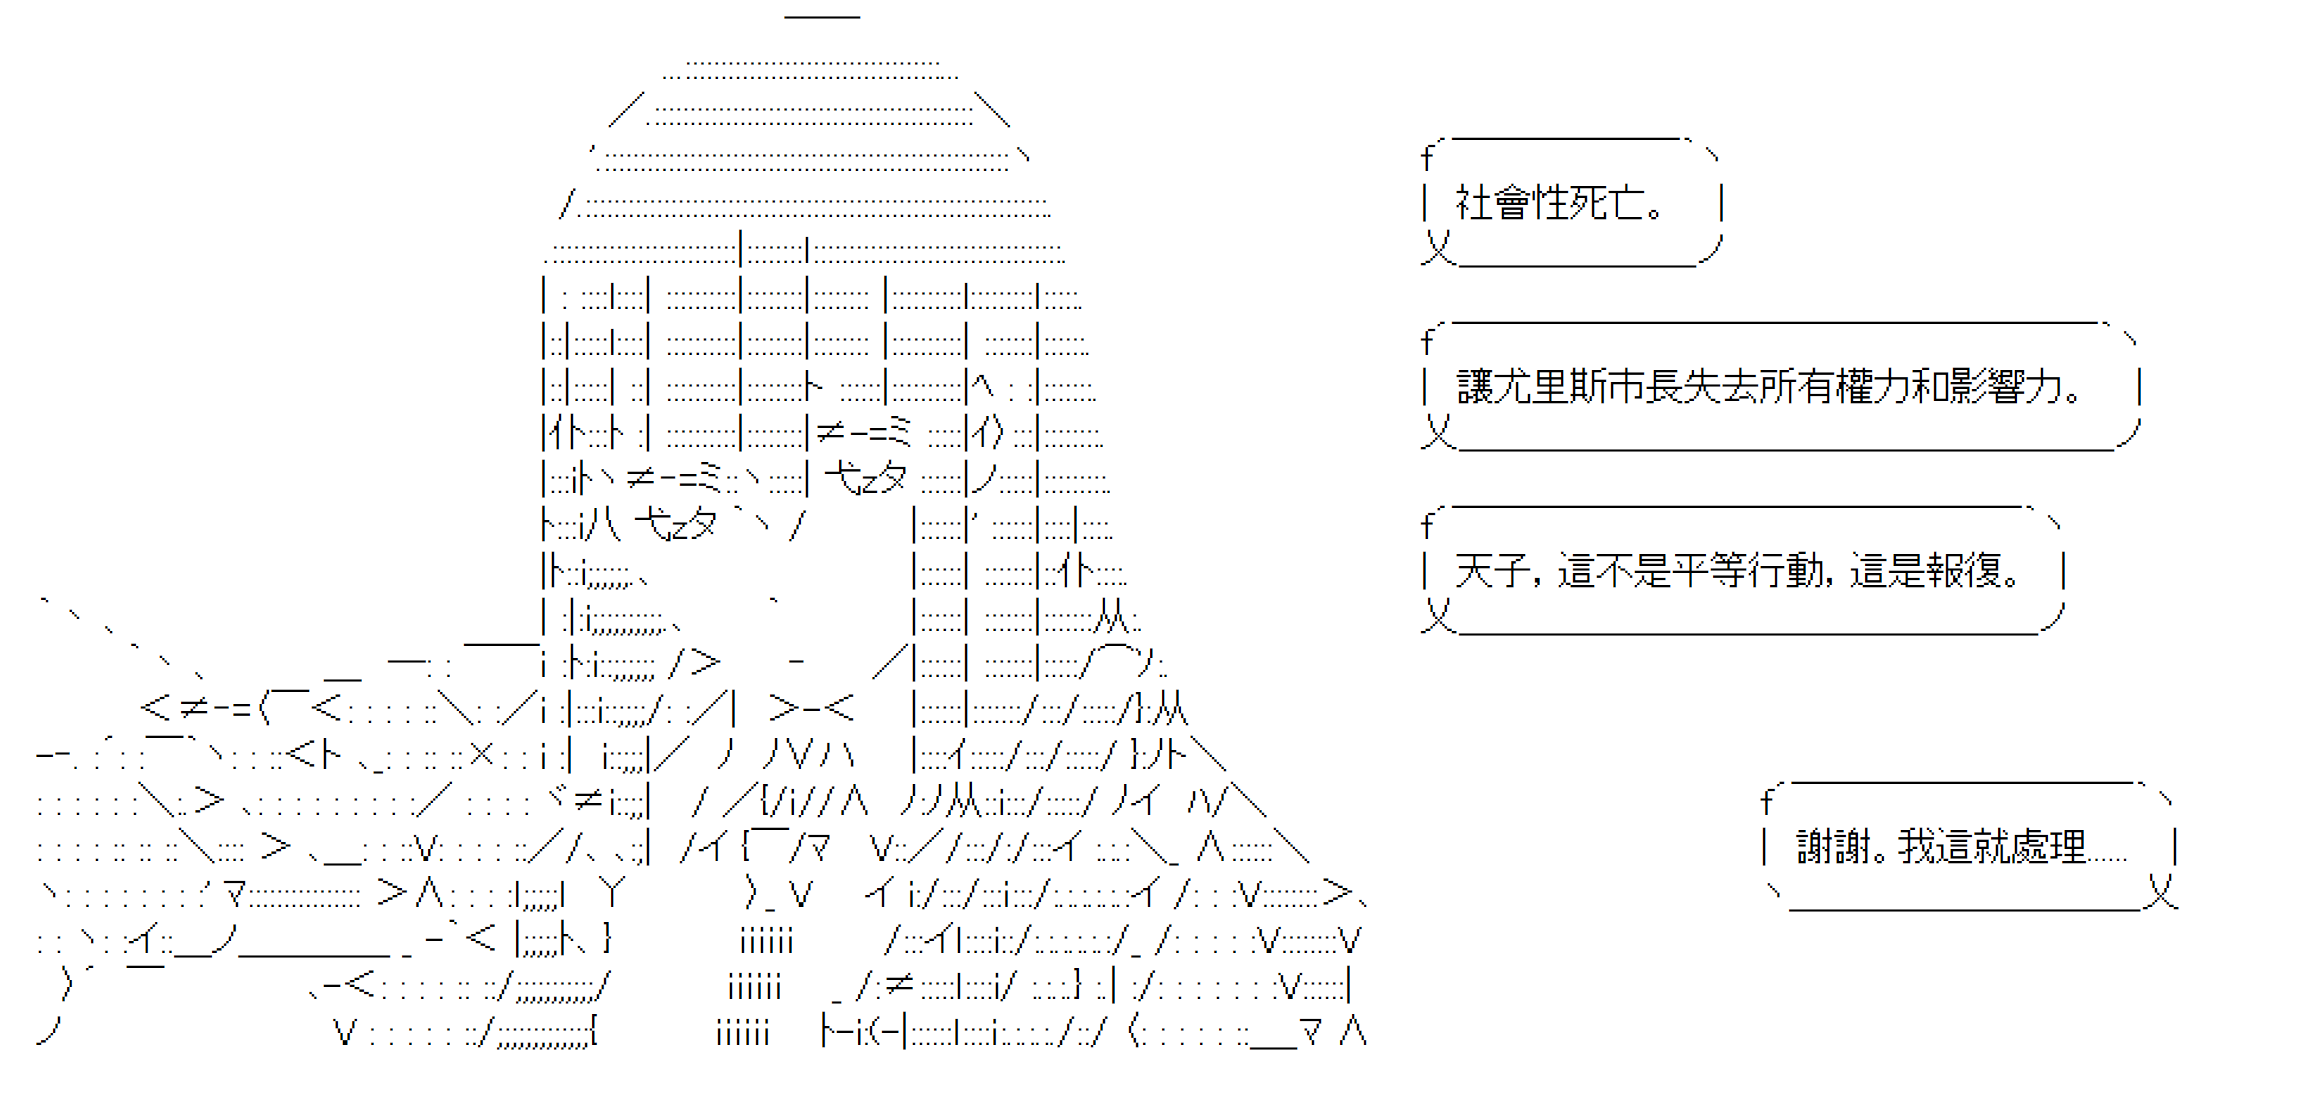 社會性死亡。
讓尤里斯市長失去所有權力和影響力。
天子，這不是平等行動，這是報復。
謝謝。我這就處理……